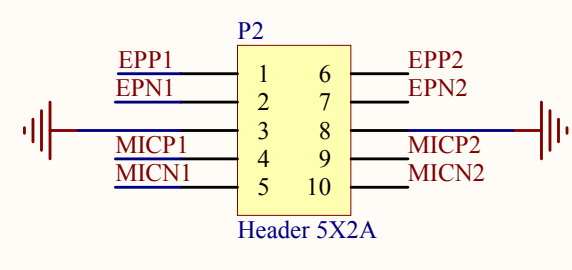 P2
EPP1 1 6 EPP2
EPN1 2 7 EPN2
3 8
MICP1 4 9 MICP2
MICN1 5 10 MICN2
Header 5X2A